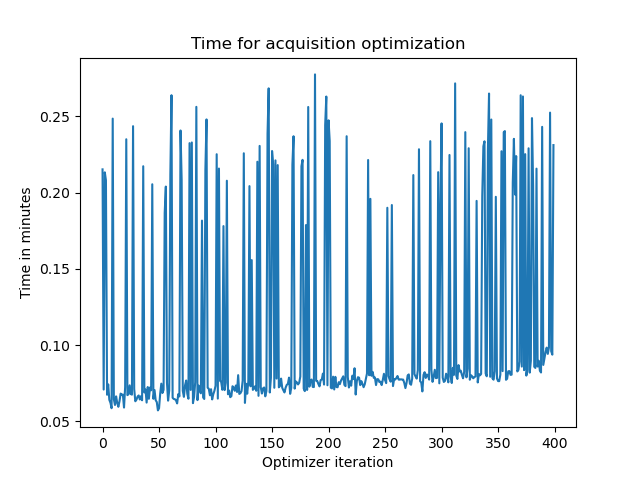 Time for acquisition optimization
Time in minutes
0.25
0.20
0.15
0.10
0.05
0 50 100 150 200 250 300 350 400
Optimizer iteration